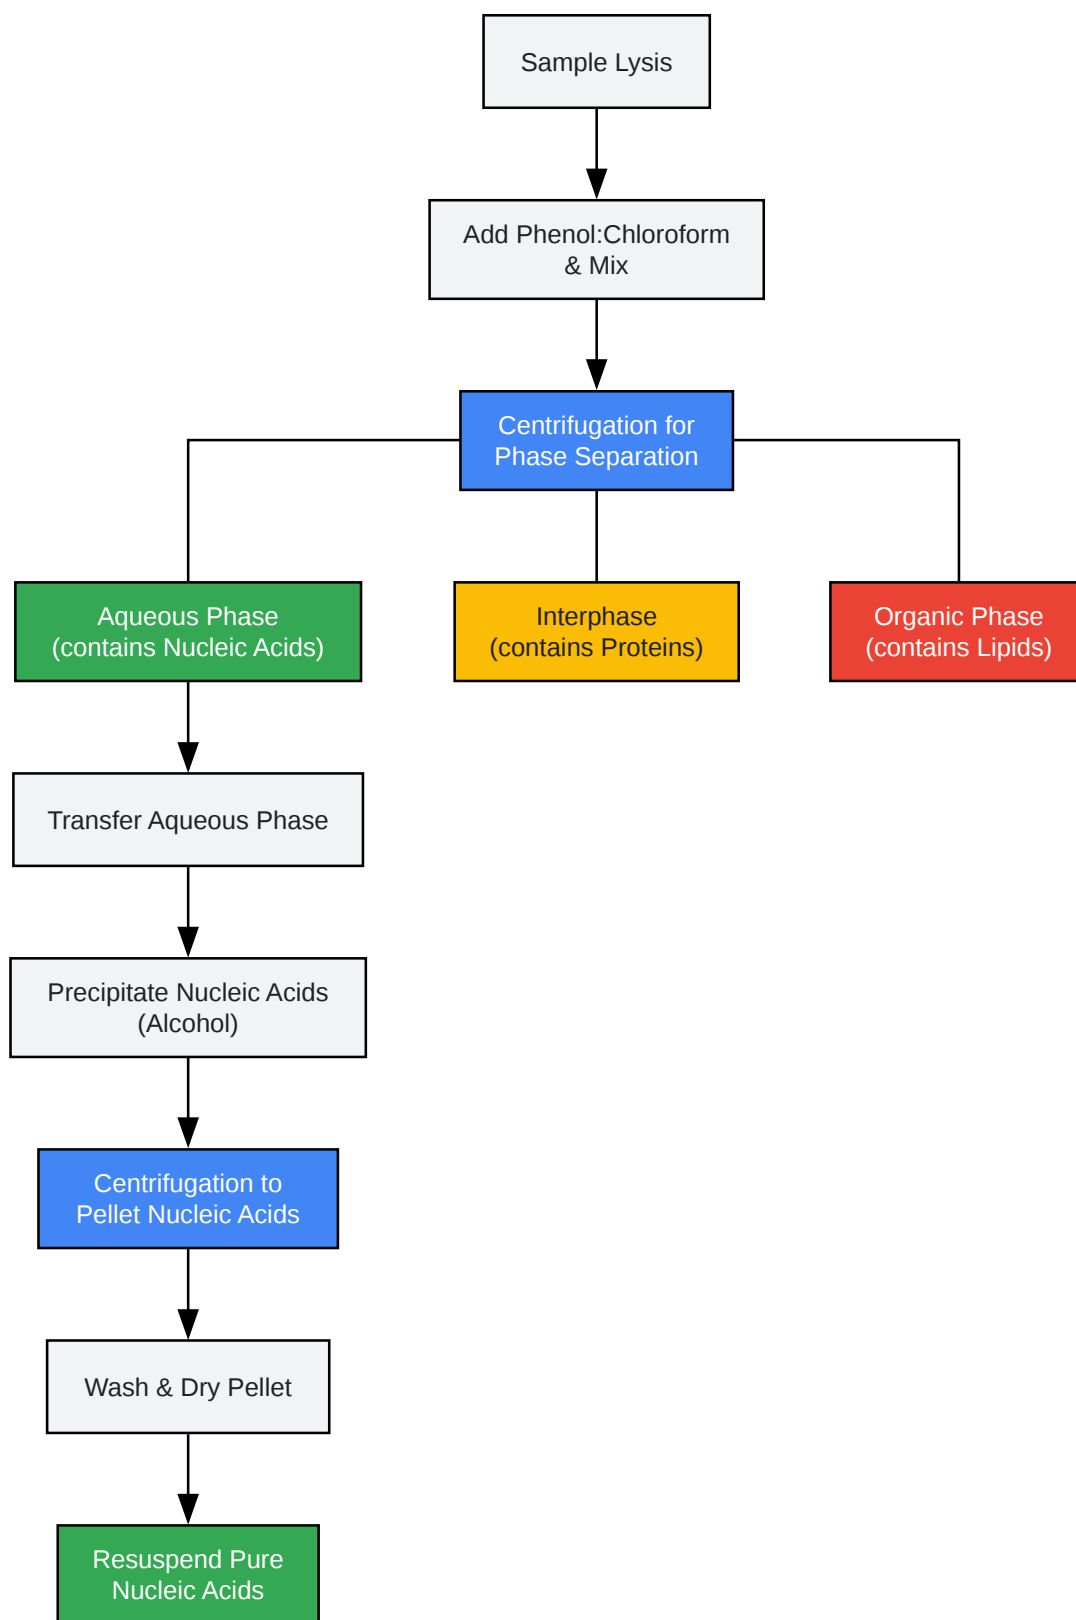 Sample Lysis
Add Phenol:Chloroform
& Mix
Centrifugation for
Phase Separation
Aqueous Phase
(contains Nucleic Acids)
Interphase
(contains Proteins)
Organic Phase
(contains Lipids)
Transfer Aqueous Phase
Precipitate Nucleic Acids
(Alcohol)
Centrifugation to
Pellet Nucleic Acids
Wash & Dry Pellet
Resuspend Pure
Nucleic Acids